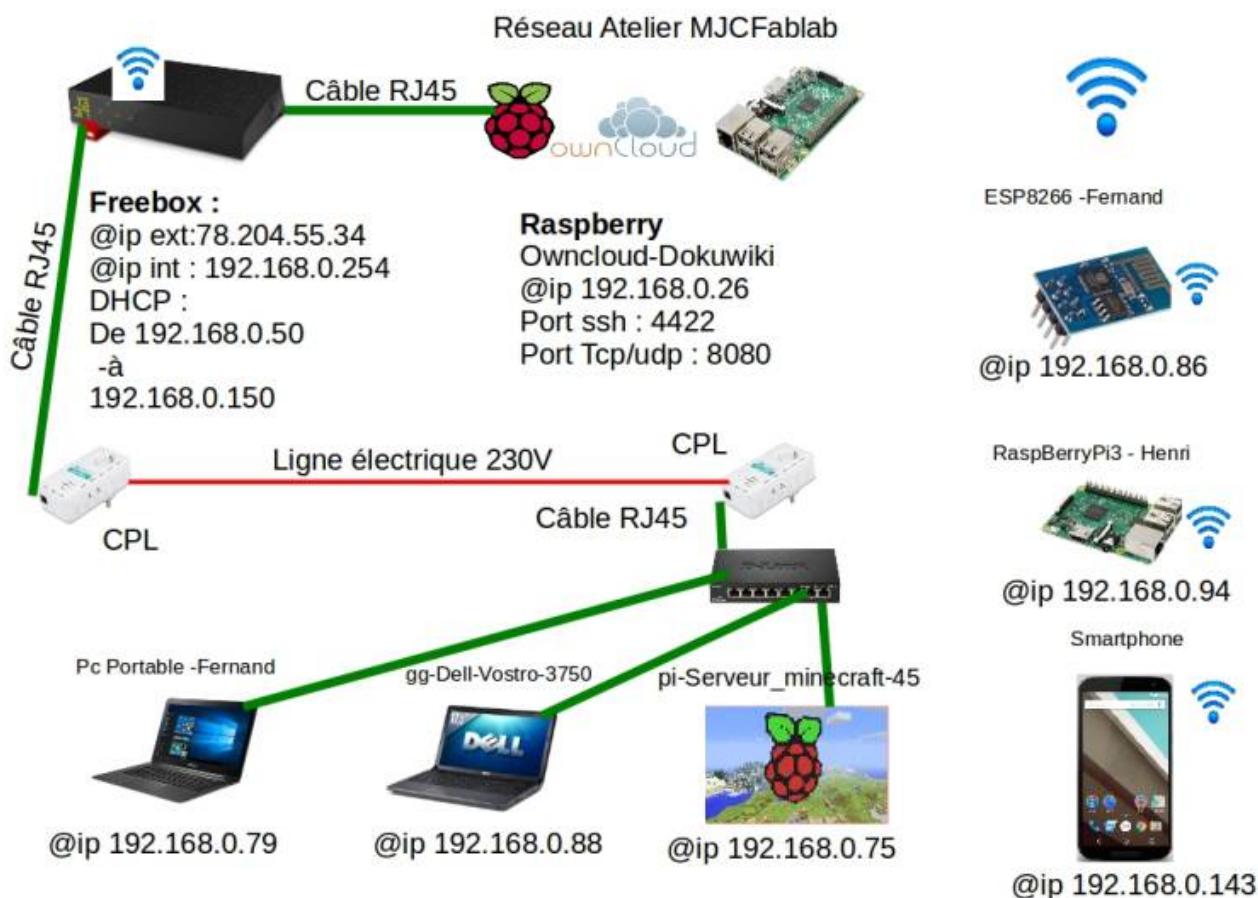 Réseau Atelier MJCFablab
Câble RJ45
ownCloud
Câble RJ45
Freebox :
@ip ext:78.204.55.34
@ip int : 192.168.0.254
DHCP :
De 192.168.0.50
-à
192.168.0.150
Raspberry
Owncloud-Dokuwiki
@ip 192.168.0.26
Port ssh : 4422
Port Tcp/udp : 8080
ESP8266 -Fernand
@ip 192.168.0.86
CPL
Ligne électrique 230V
CPL
Câble RJ45
RaspBerryPi3 - Henri
@ip 192.168.0.94
Pc Portable -Fernand
@ip 192.168.0.79
gg-Dell-Vostro-3750
DELL
@ip 192.168.0.88
pi-Serveur_minecraft-45
@ip 192.168.0.75
Smartphone
@ip 192.168.0.143